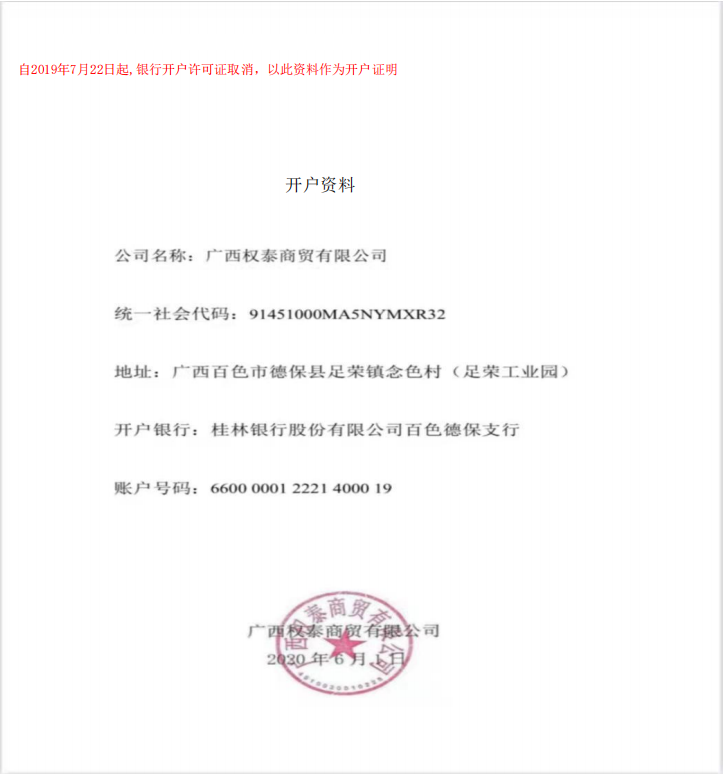 自2019年7月22日起,银行开户许可证取消，以此资料作为开户证明
开户资料
公司名称：广西权泰商贸有限公司
统一社会代码：91451000MA5NYMXR32
地址：广西百色市德保县足荣镇念色村（足荣工业园）
开户银行：桂林银行股份有限公司百色德保支行
账户号码：6600 0001 2221 4000 19
广西权泰商贸有限公司
广西权泰商贸有限公司
2020年6月1日